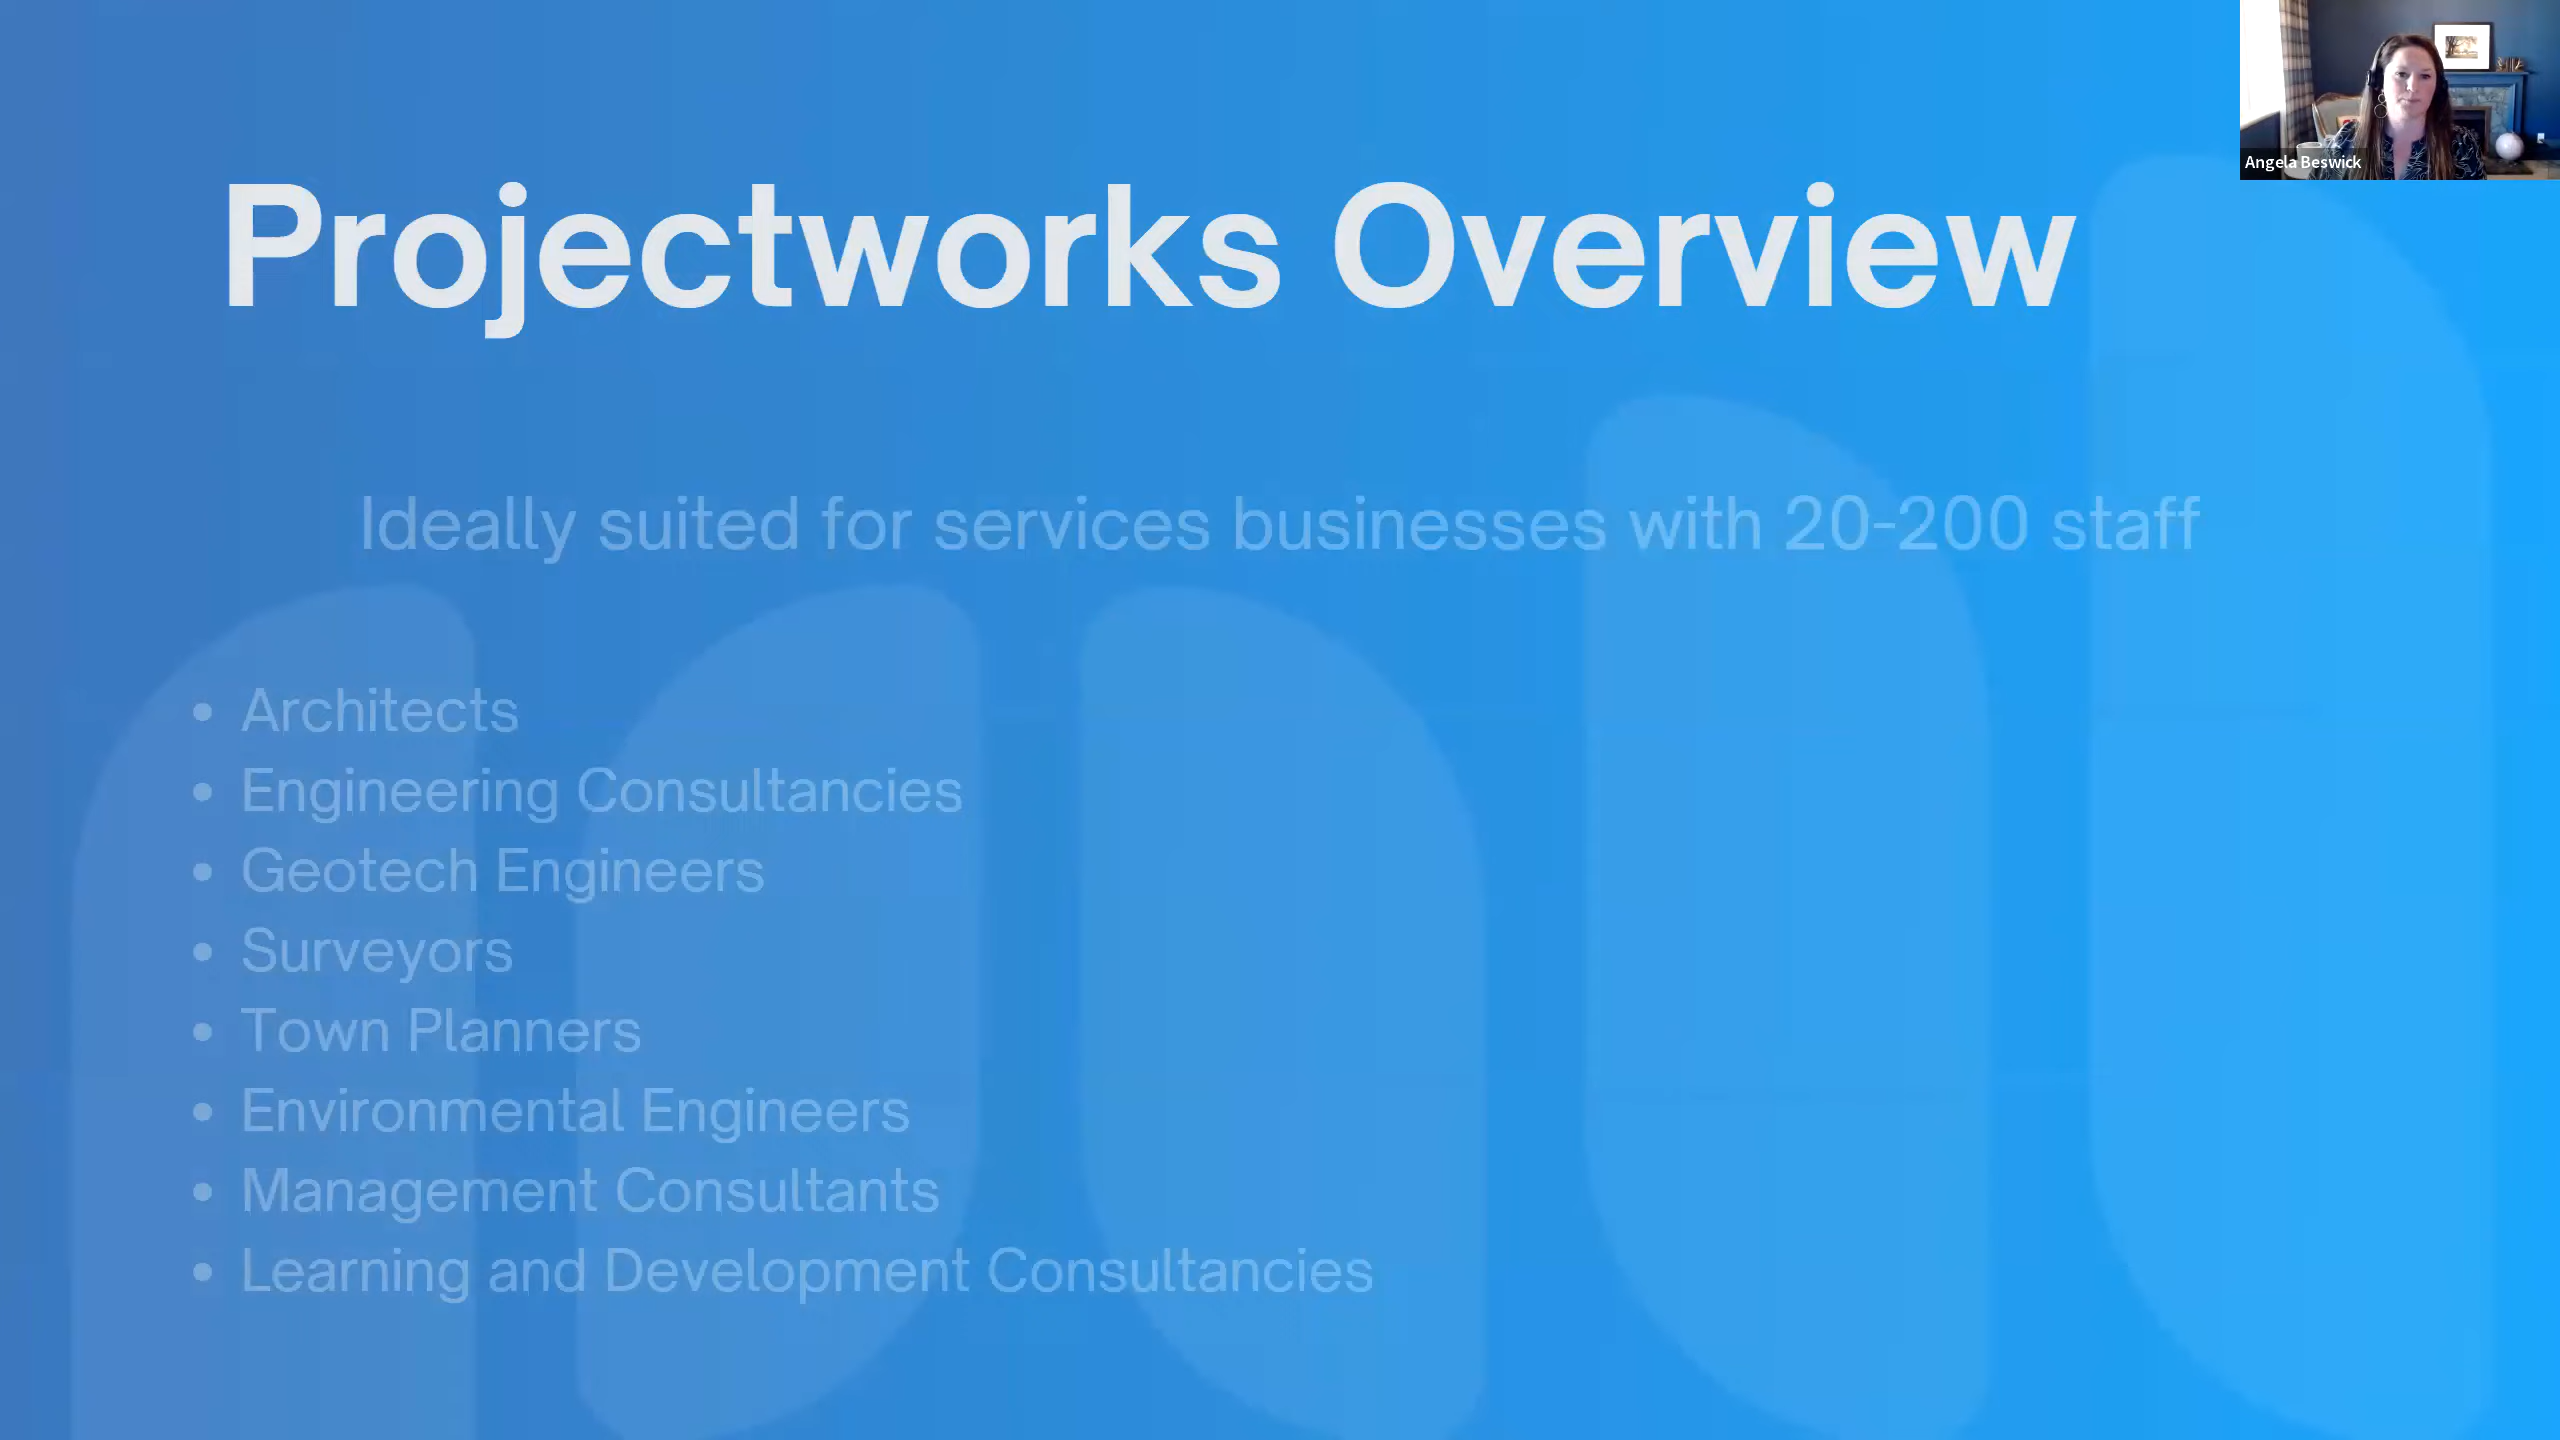 Projectworks Overview
Angela Beswick
Ideally suited for services businesses with 20-200 staff
• Architects
• Engineering Consultancies
• Geotech Engineers
• Surveyors
• Town Planners
• Environmental Engineers
• Management Consultants
• Learning and Development Consultancies